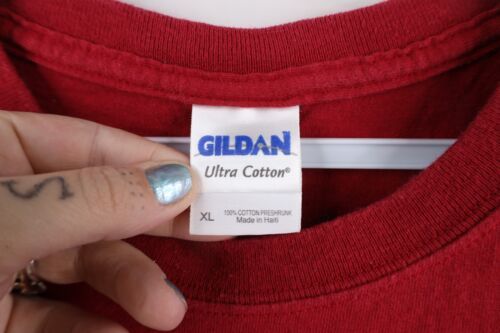 GILDAN
Ultra Cotton®
XL 100% COTTON PRESHRUNK
Made in Haiti